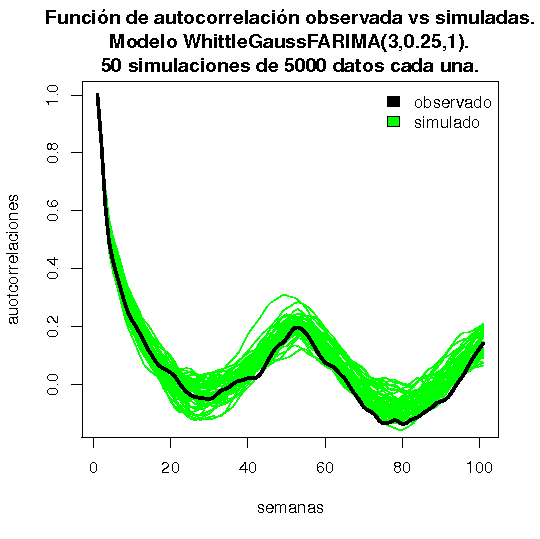 Función de autocorrelación observada vs simuladas.
Modelo WhittleGaussFARIMA(3,0.25,1).
50 simulaciones de 5000 datos cada una.
observado
simulado
auotcorrelaciones
1.0
0.8
0.6
0.4
0.2
0.0
0 20 40 60 80 100
semanas